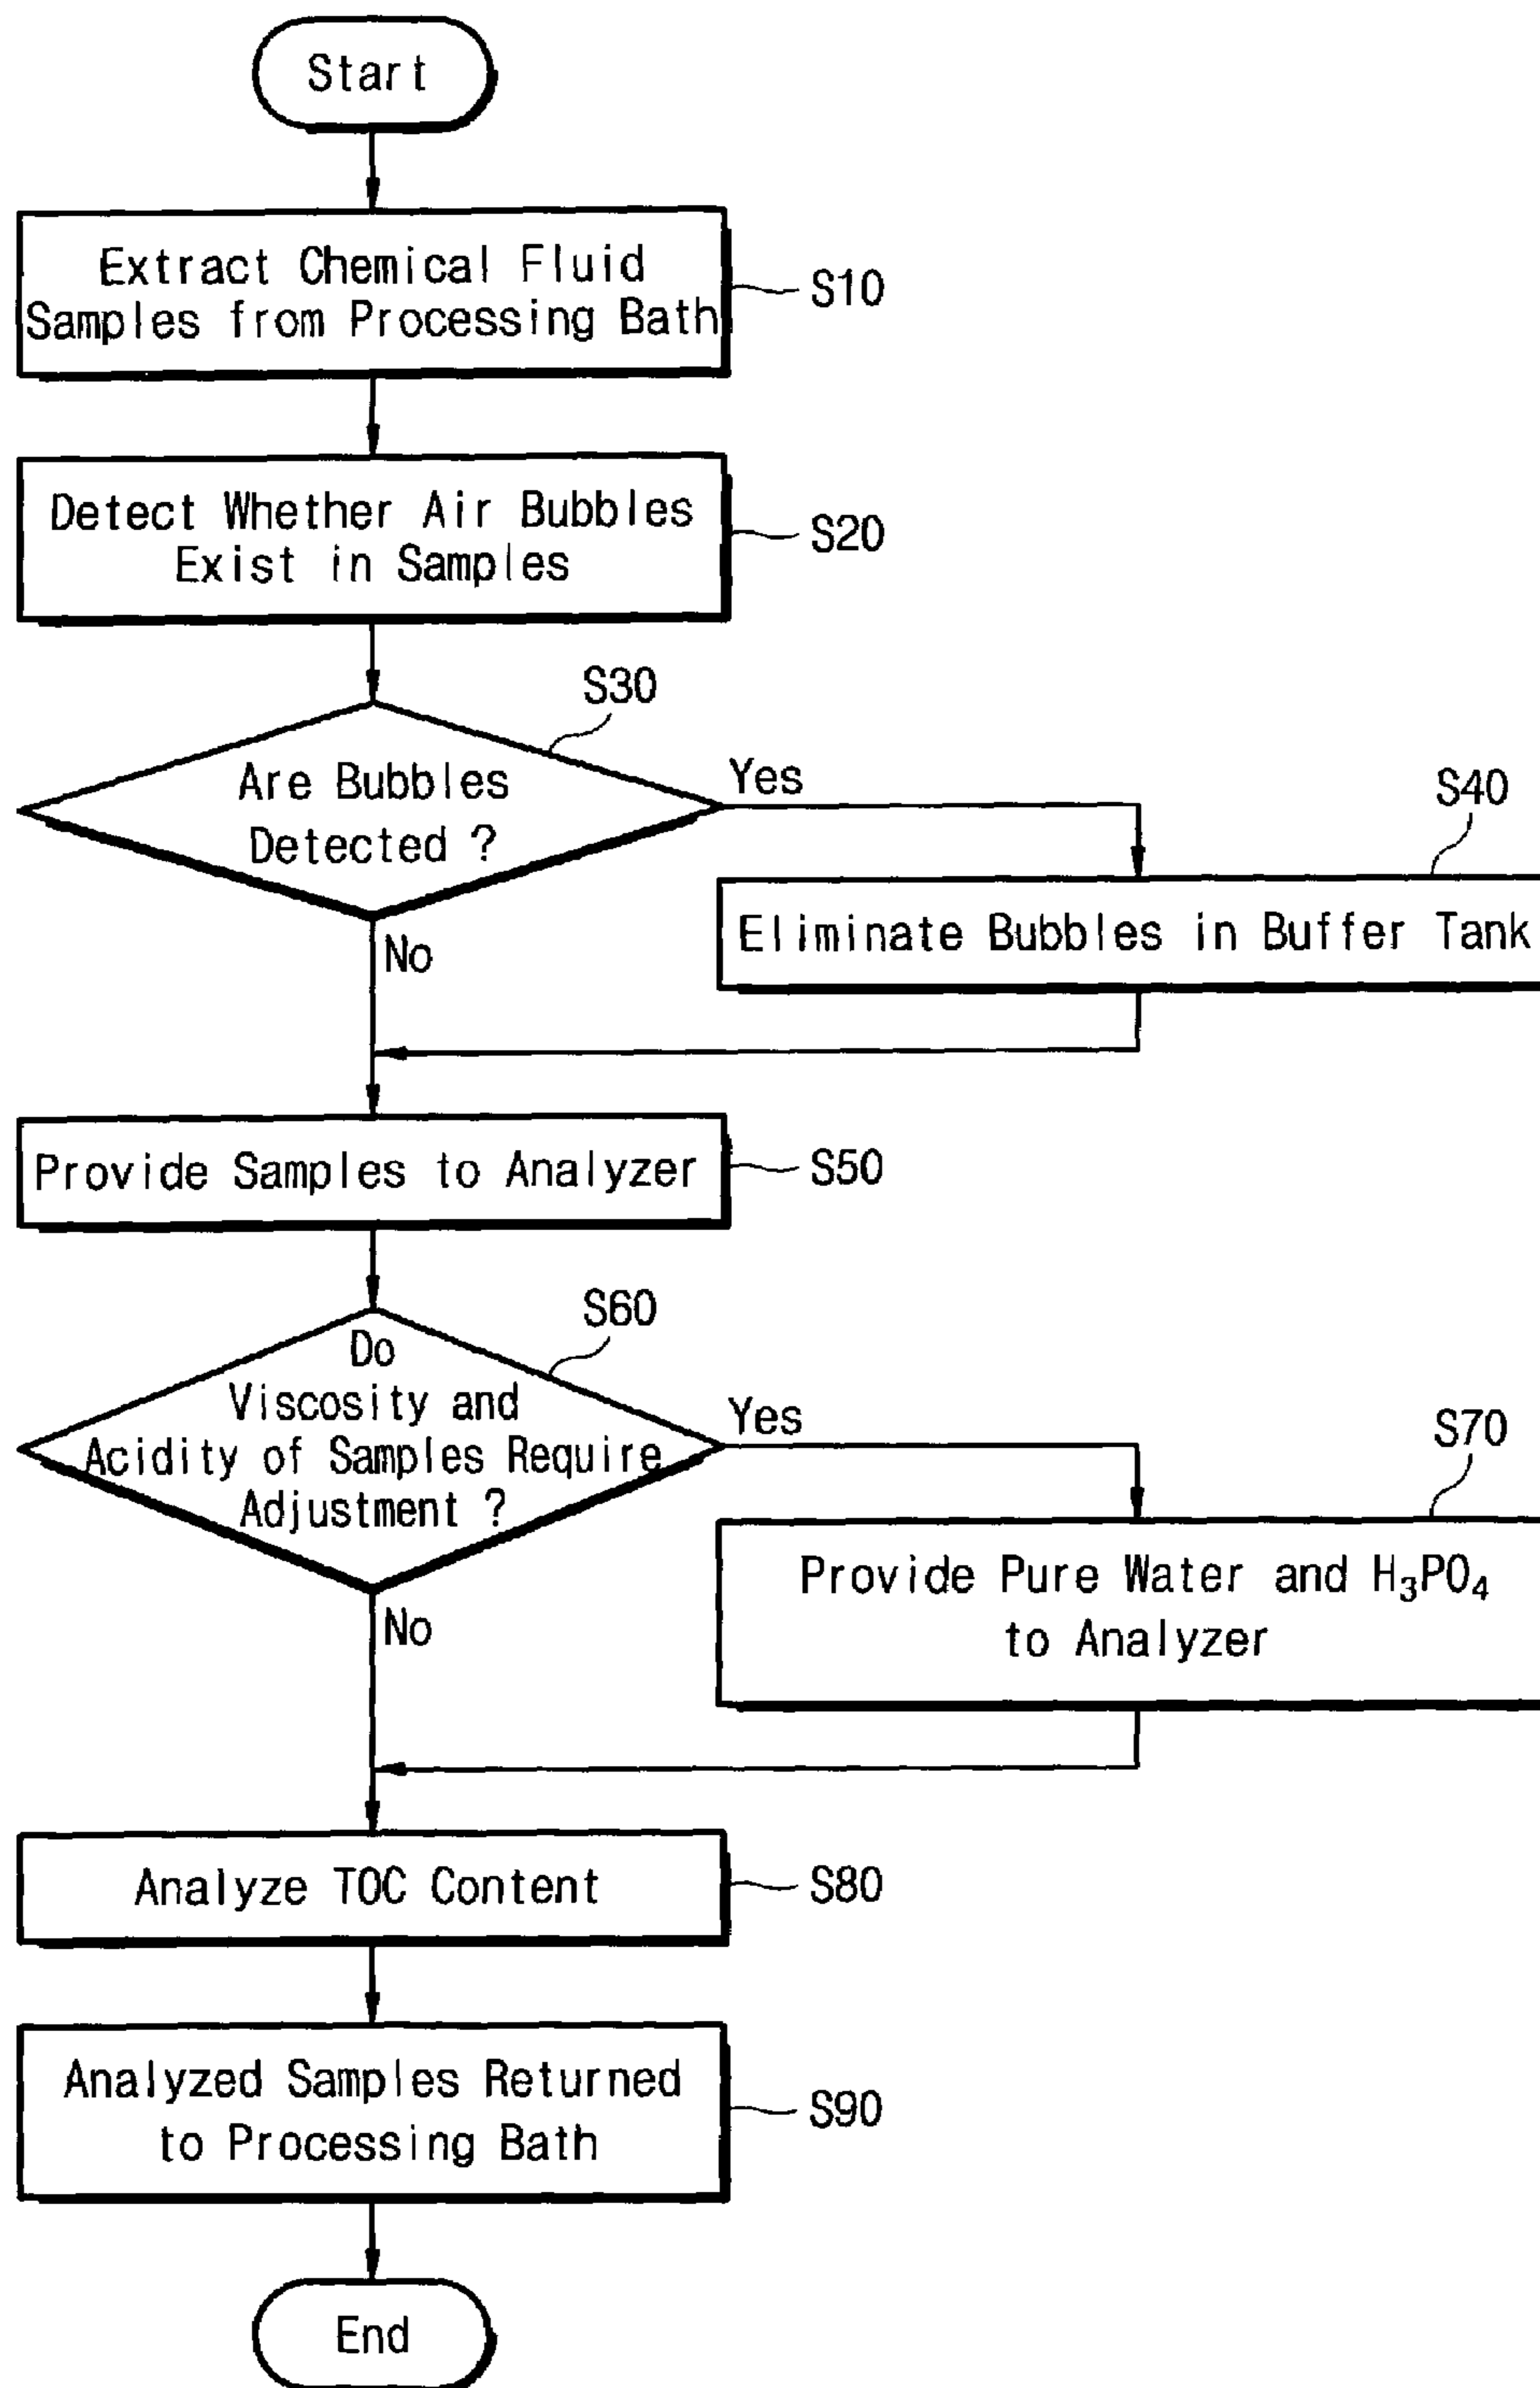 Start
Extract Chemical Fluid
Samples from Processing Bath
S10
Detect Whether Air Bubbles
Exist in Samples
S20
S30
Are Bubbles
Detected ?
Yes
No
S40
Eliminate Bubbles in Buffer Tank
Provide Samples to Analyzer
S50
S60
Do
Viscosity and
Acidity of Samples Require
Adjustment ?
Yes
No
S70
Provide Pure Water and H₃PO₄
to Analyzer
Analyze TOC Content
S80
Analyzed Samples Returned
to Processing Bath
S90
End